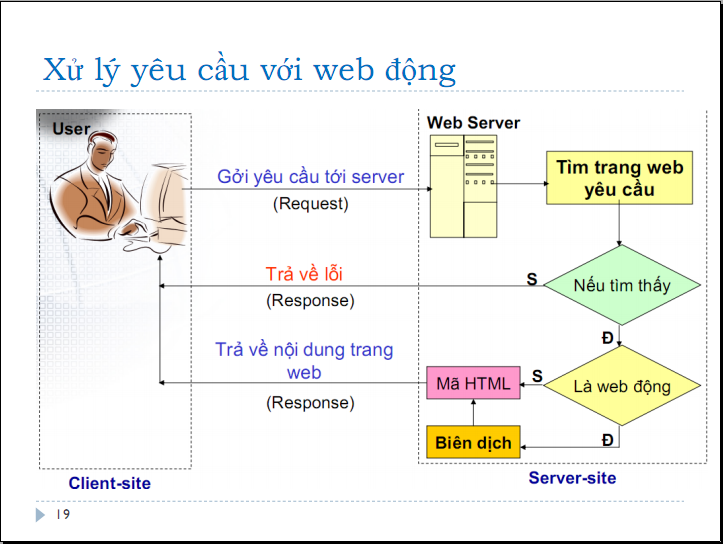 Xử lý yêu cầu với web động
User
Web Server
Gởi yêu cầu tới server
(Request)
Tìm trang web
yêu cầu
Trả về lỗi
(Response)
S
Nếu tìm thấy
Đ
Trả về nội dung trang
web
(Response)
Mã HTML
S
Là web động
Biên dịch
Đ
Client-site
Server-site
19